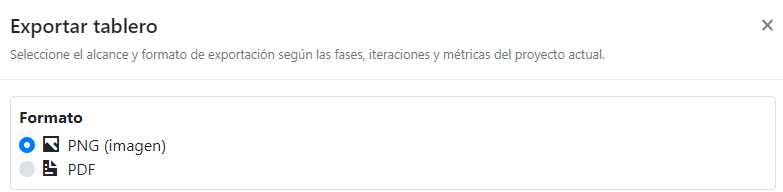 Exportar tablero
Seleccione el alcance y formato de exportación según las fases, iteraciones y métricas del proyecto actual.
Formato
PNG (imagen)
PDF